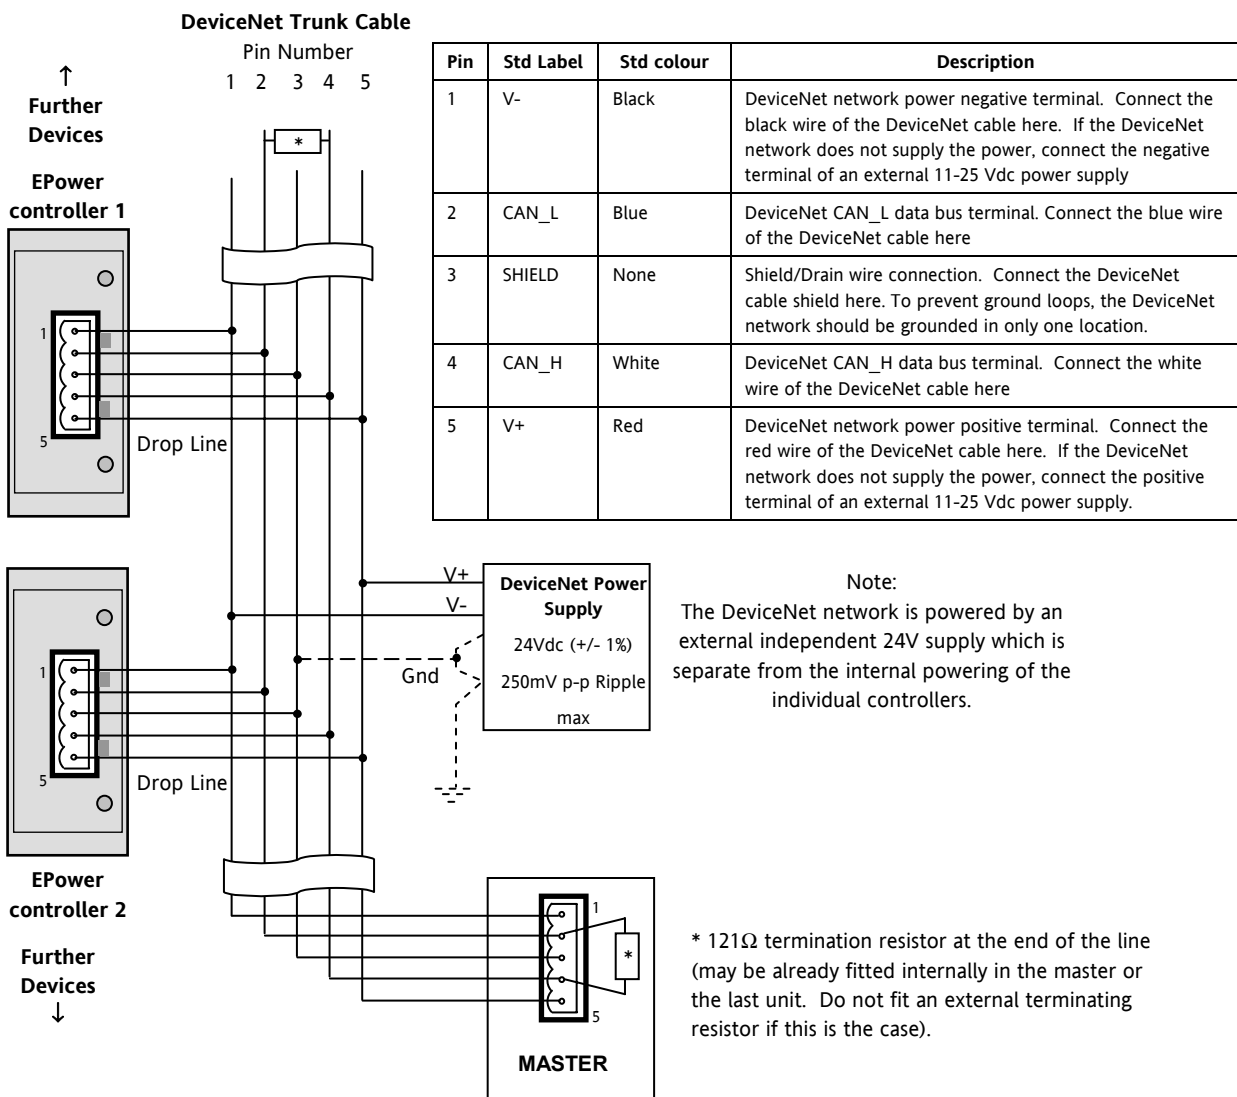 DeviceNet Trunk Cable
Pin Number
1 2 3 4 5
↑
Further
Devices
EPower
controller 1
*
1
5
Drop Line
Pin Std Label Std colour Description
1 V- Black DeviceNet network power negative terminal. Connect the
black wire of the DeviceNet cable here. If the DeviceNet
network does not supply the power, connect the negative
terminal of an external 11-25 Vdc power supply
2 CAN_L Blue DeviceNet CAN_L data bus terminal. Connect the blue wire
of the DeviceNet cable here
3 SHIELD None Shield/Drain wire connection. Connect the DeviceNet
cable shield here. To prevent ground loops, the DeviceNet
network should be grounded in only one location.
4 CAN_H White DeviceNet CAN_H data bus terminal. Connect the white
wire of the DeviceNet cable here
5 V+ Red DeviceNet network power positive terminal. Connect the
red wire of the DeviceNet cable here. If the DeviceNet
network does not supply the power, connect the positive
terminal of an external 11-25 Vdc power supply.
V+
V-
Gnd
DeviceNet Power
Supply
24Vdc (+/- 1%)
250mV p-p Ripple
max
Note:
The DeviceNet network is powered by an
external independent 24V supply which is
separate from the internal powering of the
individual controllers.
1
5
Drop Line
EPower
controller 2
Further
Devices
↓
1
*
5
MASTER
* 121Ω termination resistor at the end of the line
(may be already fitted internally in the master or
the last unit. Do not fit an external terminating
resistor if this is the case).